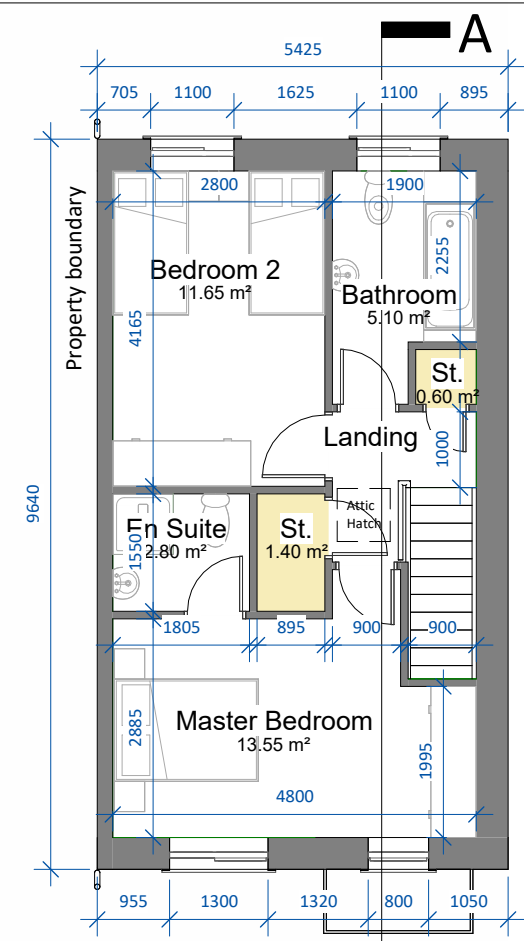 A
5425
705
1100
1625
1100
895
Property boundary
2800
1900
2255
Bedroom 2
11.65 m²
Bathroom
5.10 m²
4165
St.
0.60 m²
Landing
1000
9640
Attic
Hatch
En Suite
2.80 m²
1550
St.
1.40 m²
1805
895
900
900
2885
Master Bedroom
13.55 m²
1995
4800
955
1300
1320
800
1050